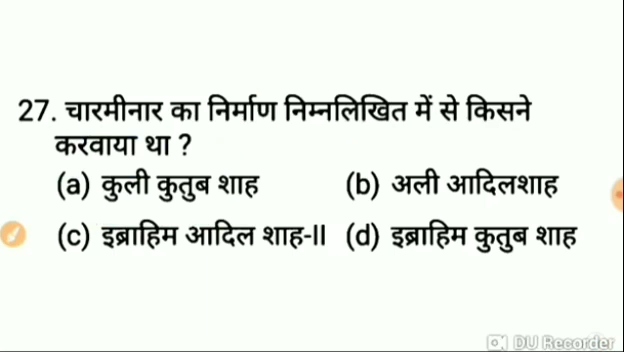 27. चारमीनार का निर्माण निम्नलिखित में से किसने
करवाया था ?
(a) कुली कुतुब शाह (b) अली आदिलशाह
(c) इब्राहिम आदिल शाह-II (d) इब्राहिम कुतुब शाह
DU Recorder